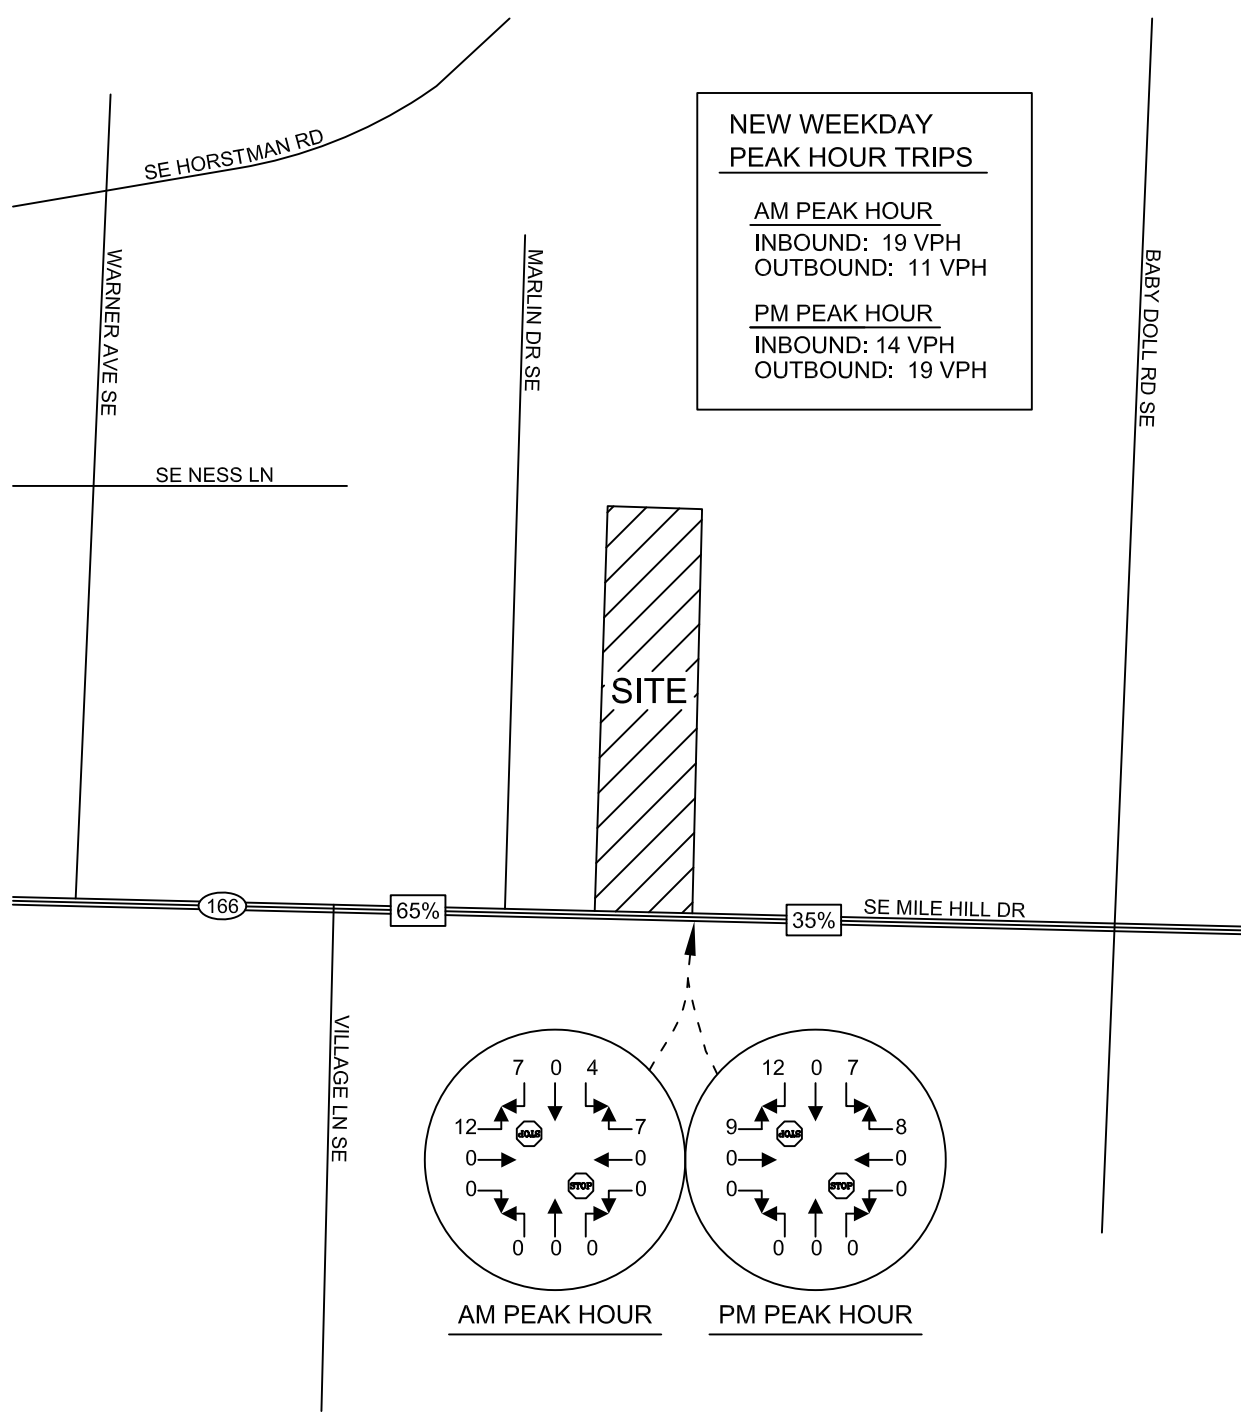 NEW WEEKDAY
PEAK HOUR TRIPS
AM PEAK HOUR
INBOUND: 19 VPH
OUTBOUND: 11 VPH
PM PEAK HOUR
INBOUND: 14 VPH
OUTBOUND: 19 VPH
SE HORSTMAN RD
WARNER AVE SE
MARLIN DR SE
BABY DOLL RD SE
SE NESS LN
SITE
166
65%
35%
SE MILE HILL DR
VILLAGE LN SE
7 0 4
12 7
STOP
0 0
0 0
STOP
0 0 0
AM PEAK HOUR
12 0 7
9 8
STOP
0 0
0 0
STOP
0 0 0
PM PEAK HOUR